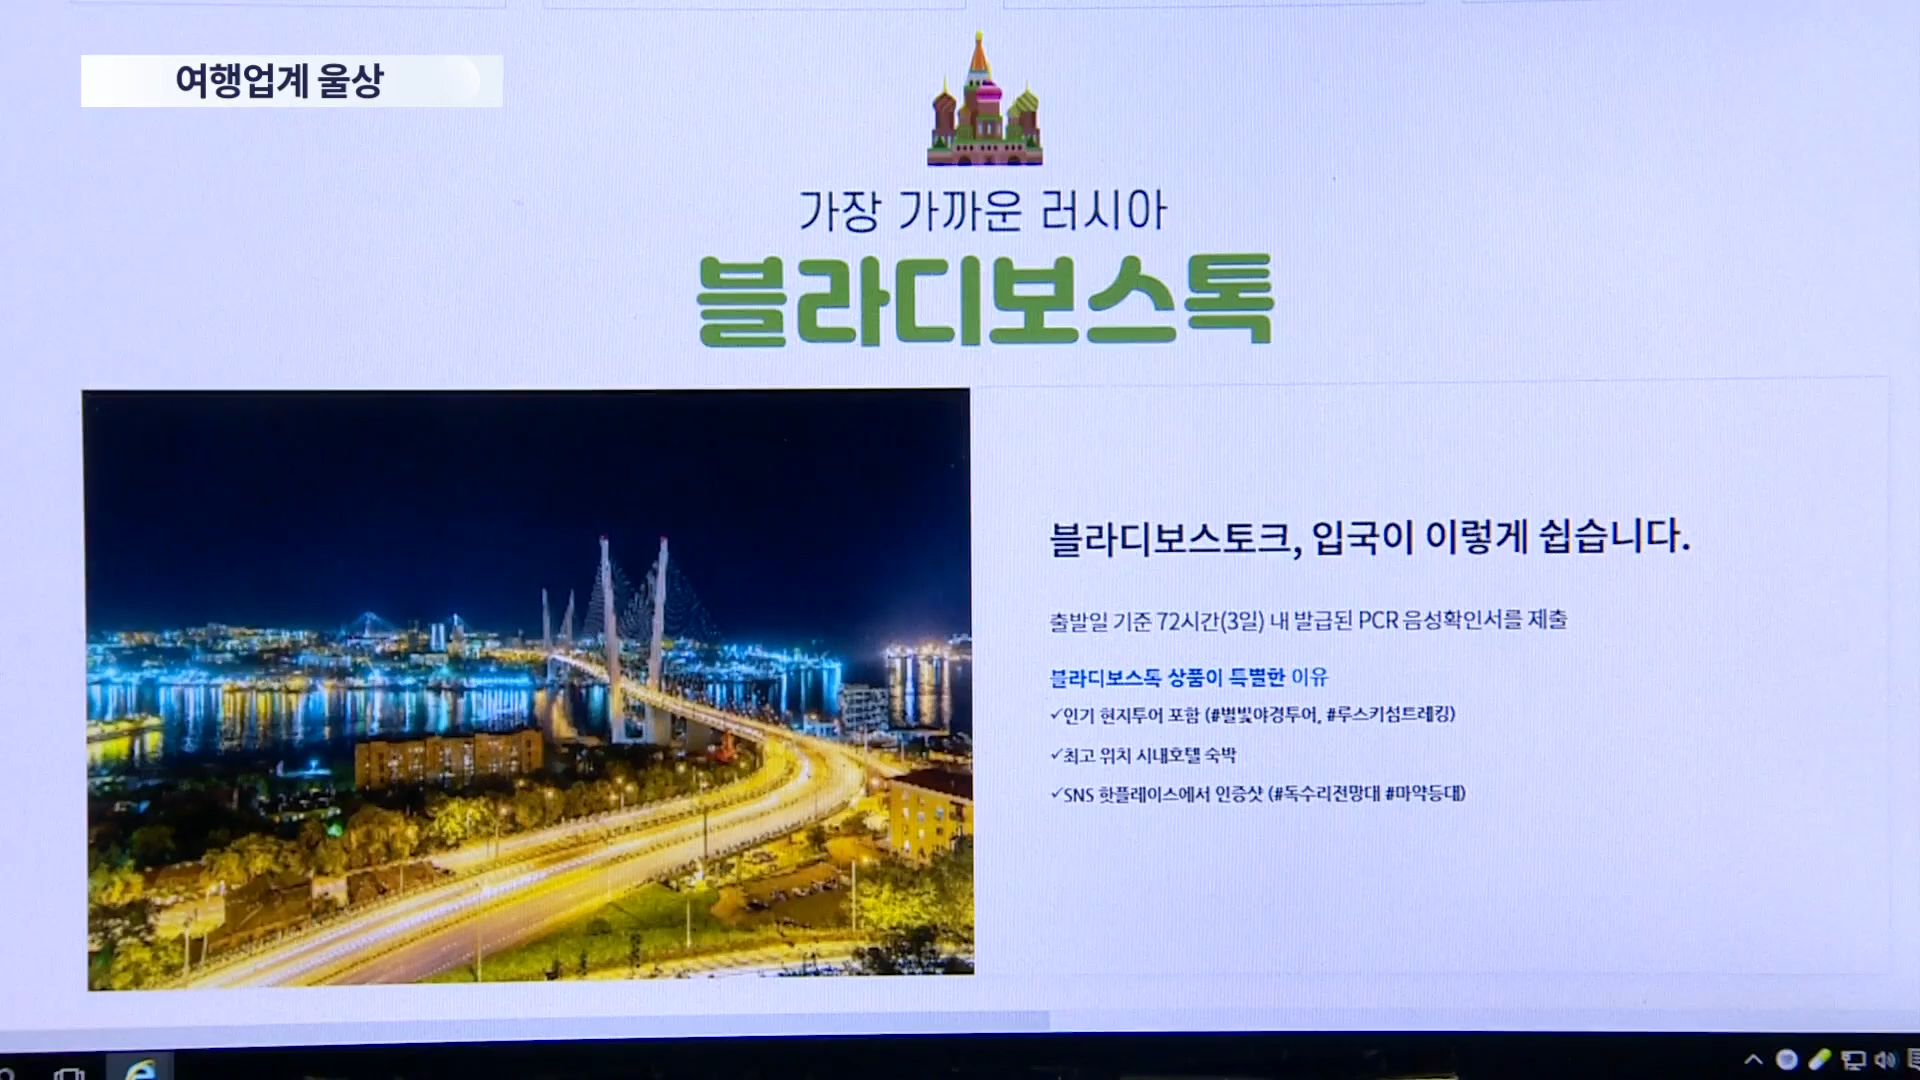 여행업계 울상
가장 가까운 러시아
블라디보스톡
블라디보스토크, 입국이 이렇게 쉽습니다.
출발일 기준 72시간(3일) 내 발급된 PCR 음성확인서를 제출
블라디보스톡 상품이 특별한 이유
✓인기 현지투어 포함 (#별빛야경투어, #루스키섬트레킹)
✓최고 위치 시내호텔 숙박
✓SNS 핫플레이스에서 인증샷 (#독수리전망대 #마약등대)